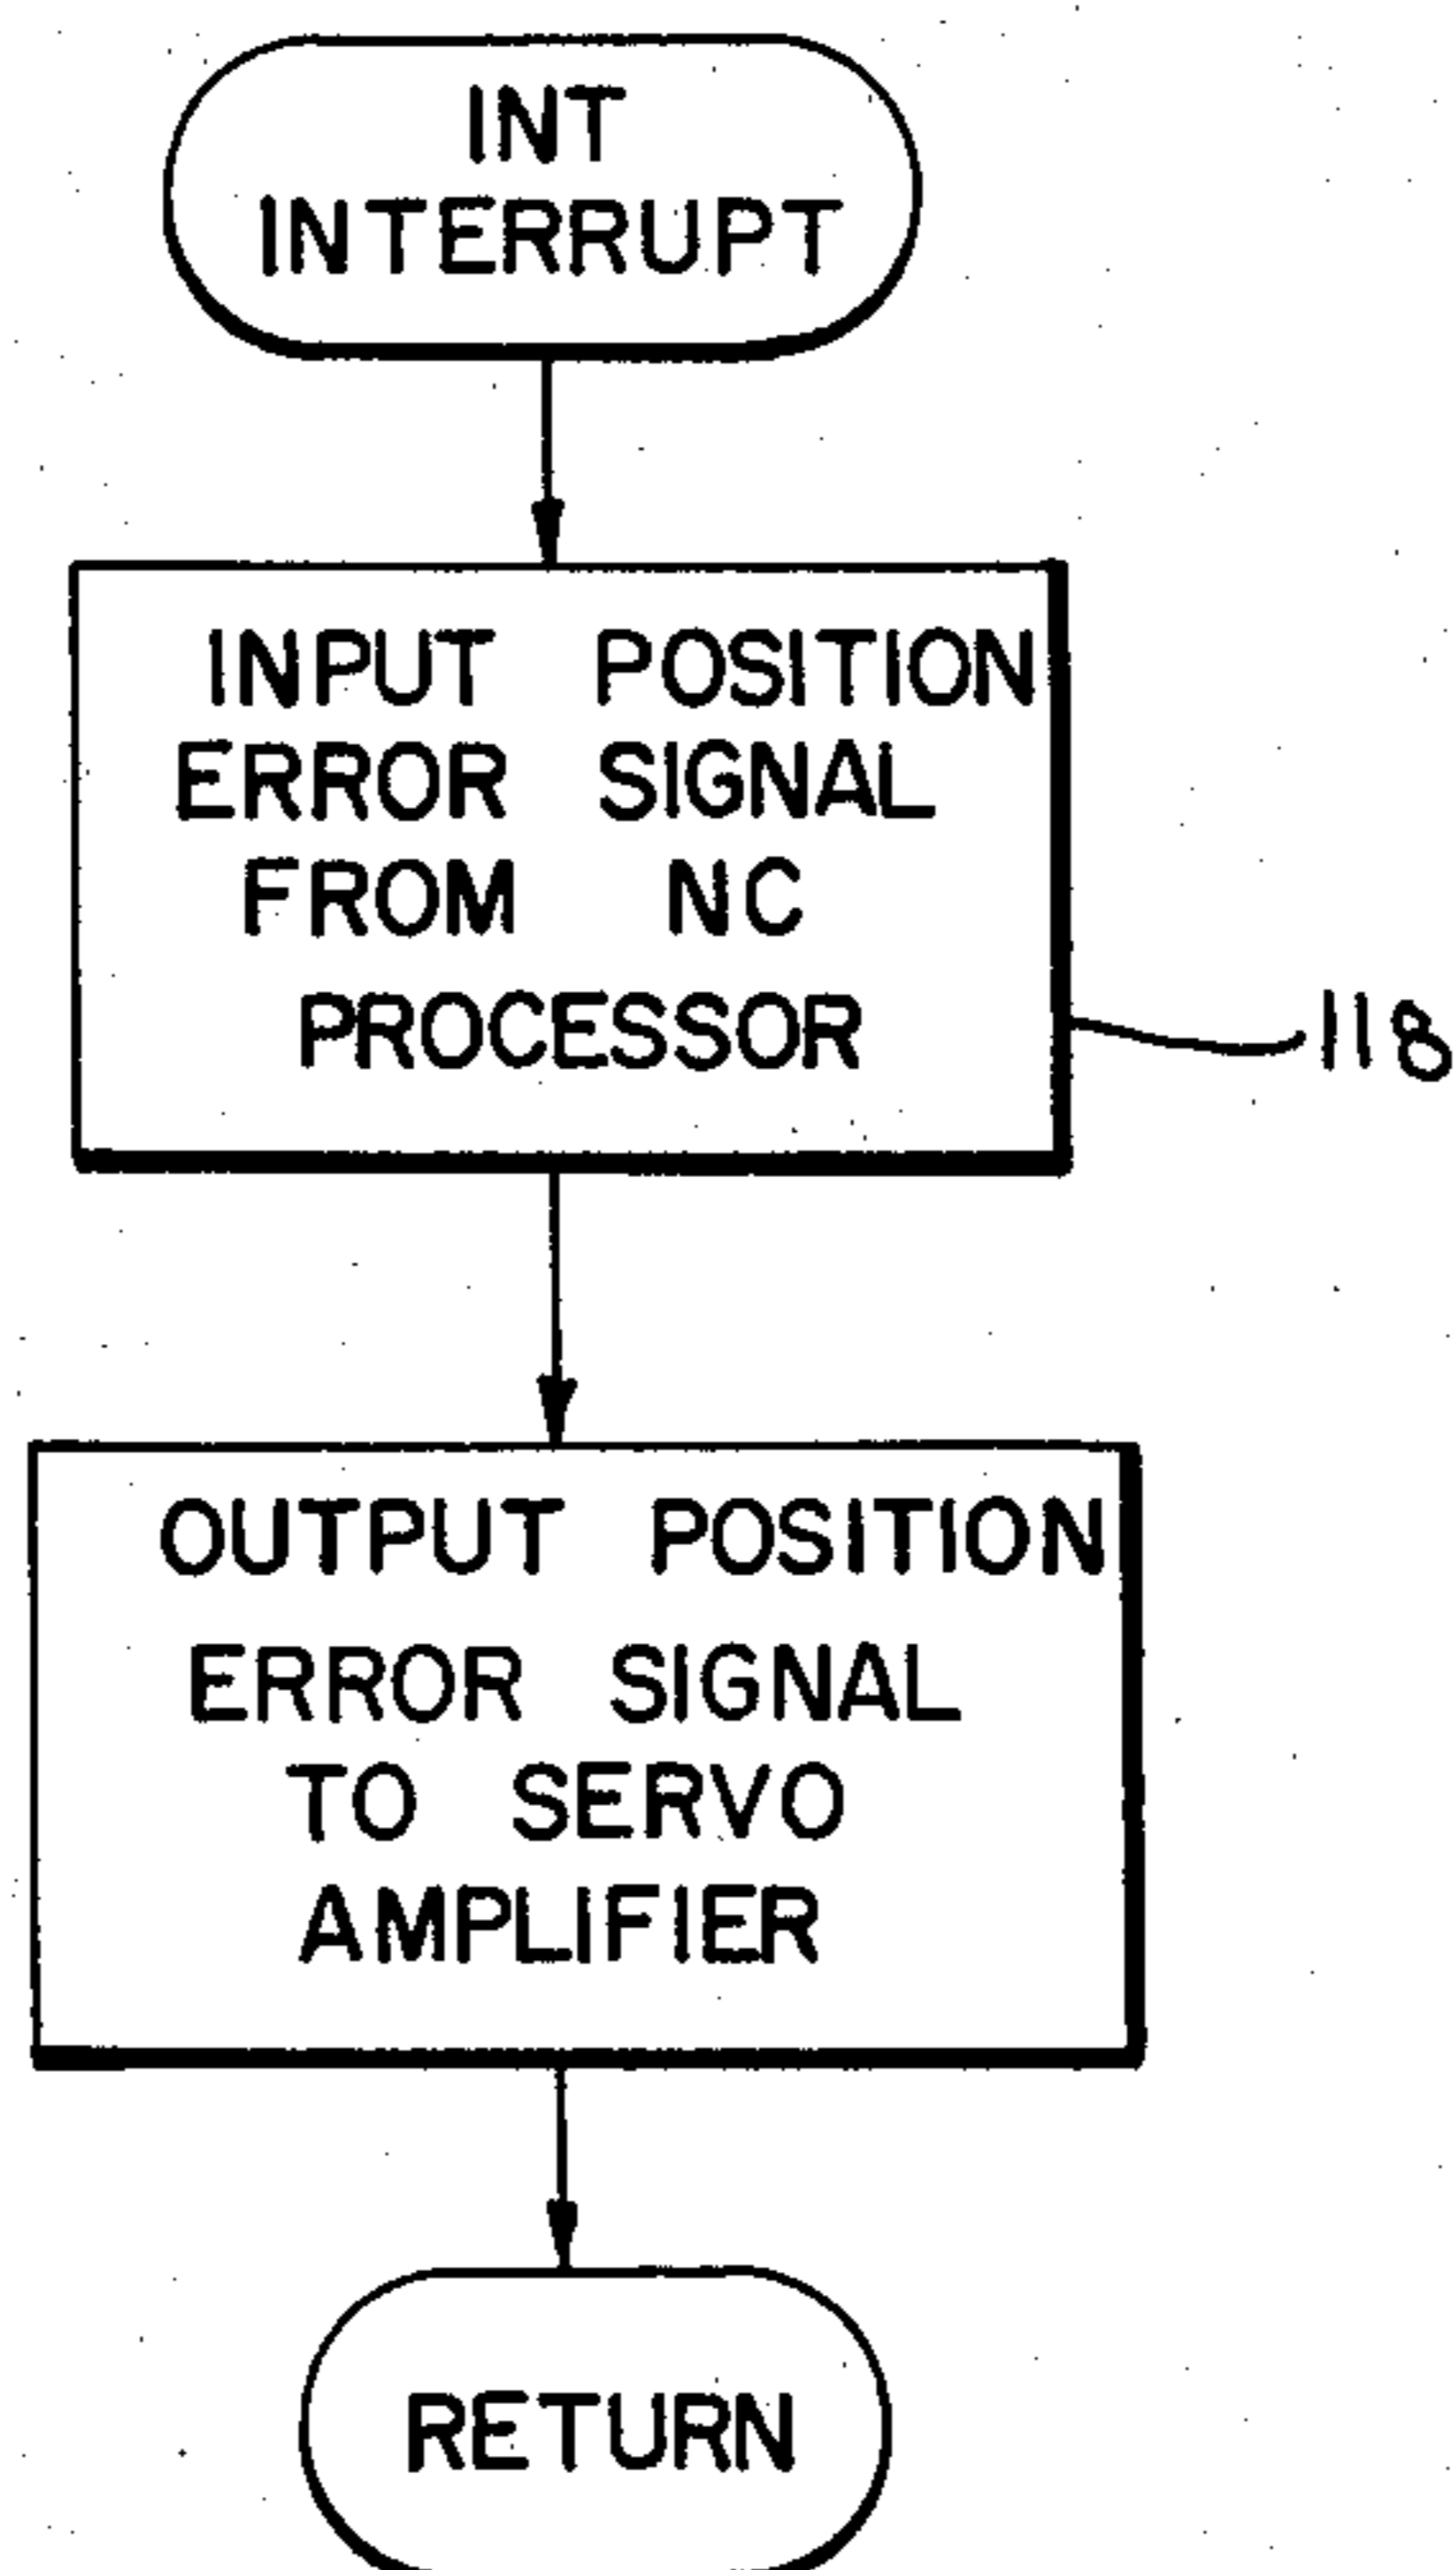 INT
INTERRUPT
INPUT POSITION
ERROR SIGNAL
FROM NC
PROCESSOR
118
OUTPUT POSITION
ERROR SIGNAL
TO SERVO
AMPLIFIER
RETURN